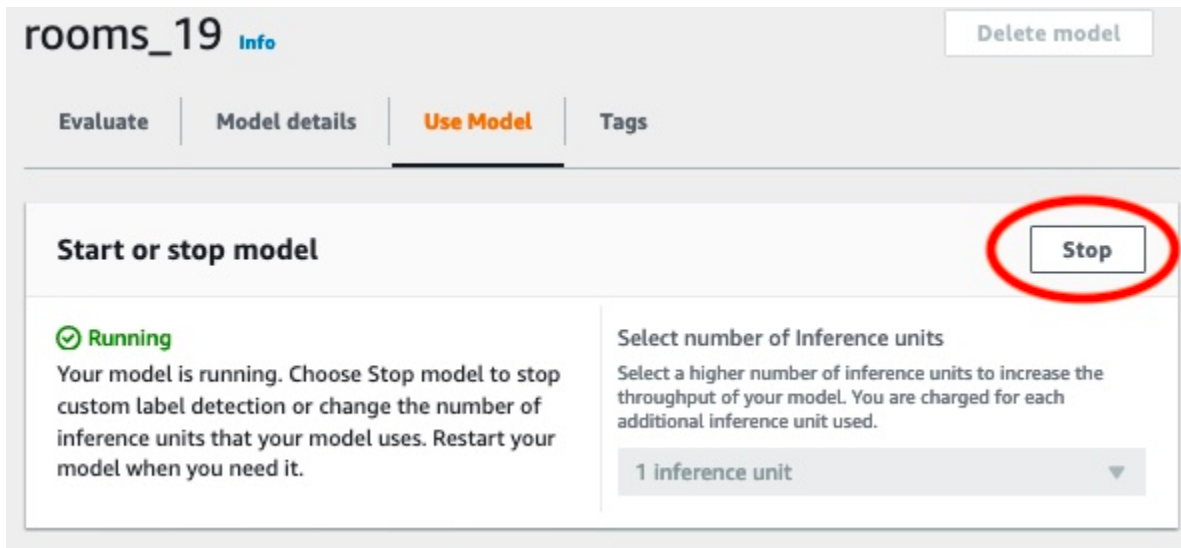 rooms_19 Info
Delete model
Evaluate
Model details
Use Model
Tags
Start or stop model
Stop
Running
Your model is running. Choose Stop model to stop
custom label detection or change the number of
inference units that your model uses. Restart your
model when you need it.
Select number of Inference units
Select a higher number of inference units to increase the
throughput of your model. You are charged for each
additional inference unit used.
1 inference unit